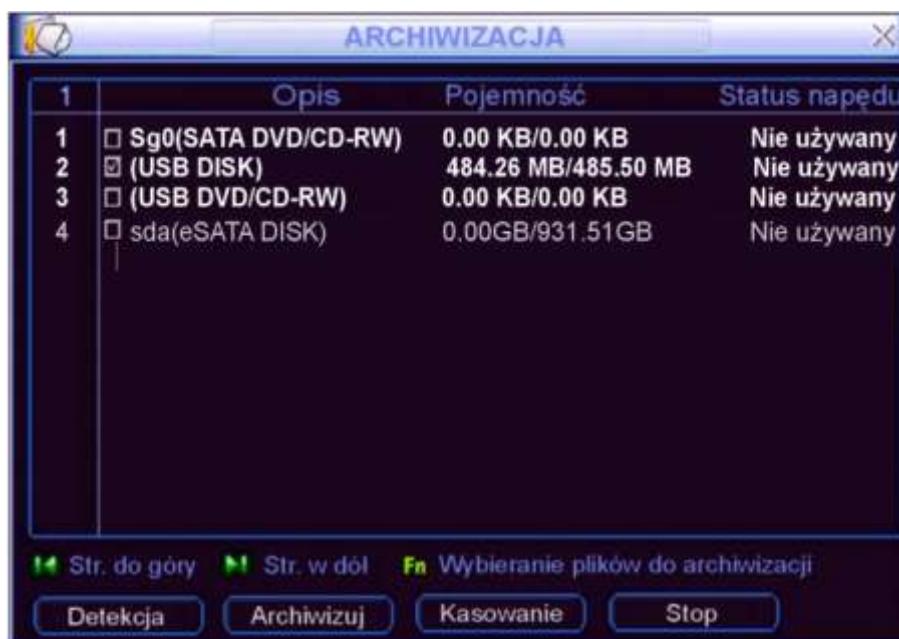 ARCHIWIZACJA
1 Opis Pojemność Status napędu
1 Sg0(SATA DVD/CD-RW) 0.00 KB/0.00 KB Nie używany
2 (USB DISK) 484.26 MB/485.50 MB Nie używany
3 (USB DVD/CD-RW) 0.00 KB/0.00 KB Nie używany
4 sda(eSATA DISK) 0.00GB/931.51GB Nie używany
Str. do góry Str. w dól Fn Wybieranie plików do archiwizacji
Detekcja Archiwizuj Kasowanie Stop